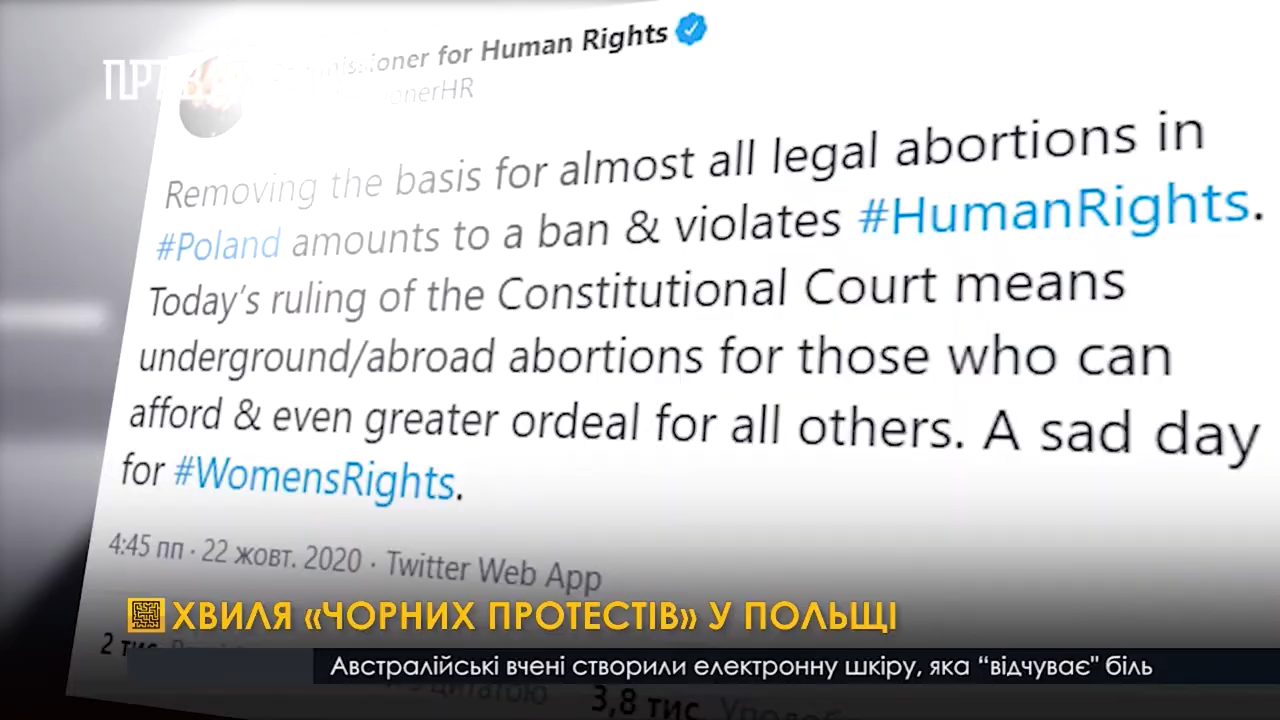 for Human Rights
onerHR
Removing the basis for almost all legal abortions in
#Poland amounts to a ban & violates #HumanRights.
Today's ruling of the Constitutional Court means
underground/abroad abortions for those who can
afford & even greater ordeal for all others. A sad day
for #WomensRights.
4:45 пп · 22 жовт. 2020 · Twitter Web App
ХВИЛЯ «ЧОРНИХ ПРОТЕСТІВ» У ПОЛЬЩІ
2 тис.
Австралійські вчені створили електронну шкіру, яка “відчуває" біль
3,8 тис.